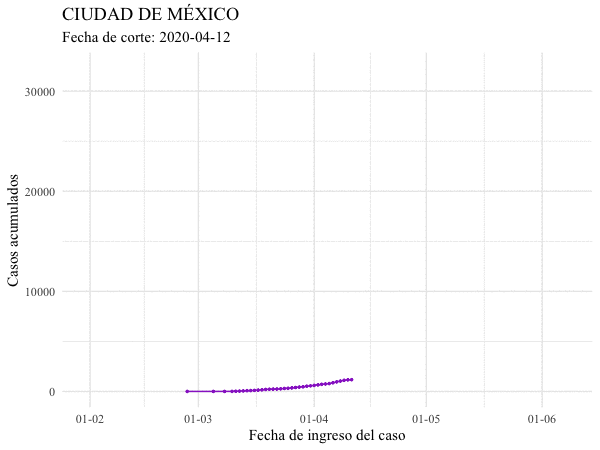 CIUDAD DE MÉXICO
Fecha de corte: 2020-04-12
Casos acumulados
30000
20000
10000
0
01-02 01-03 01-04 01-05 01-06
Fecha de ingreso del caso